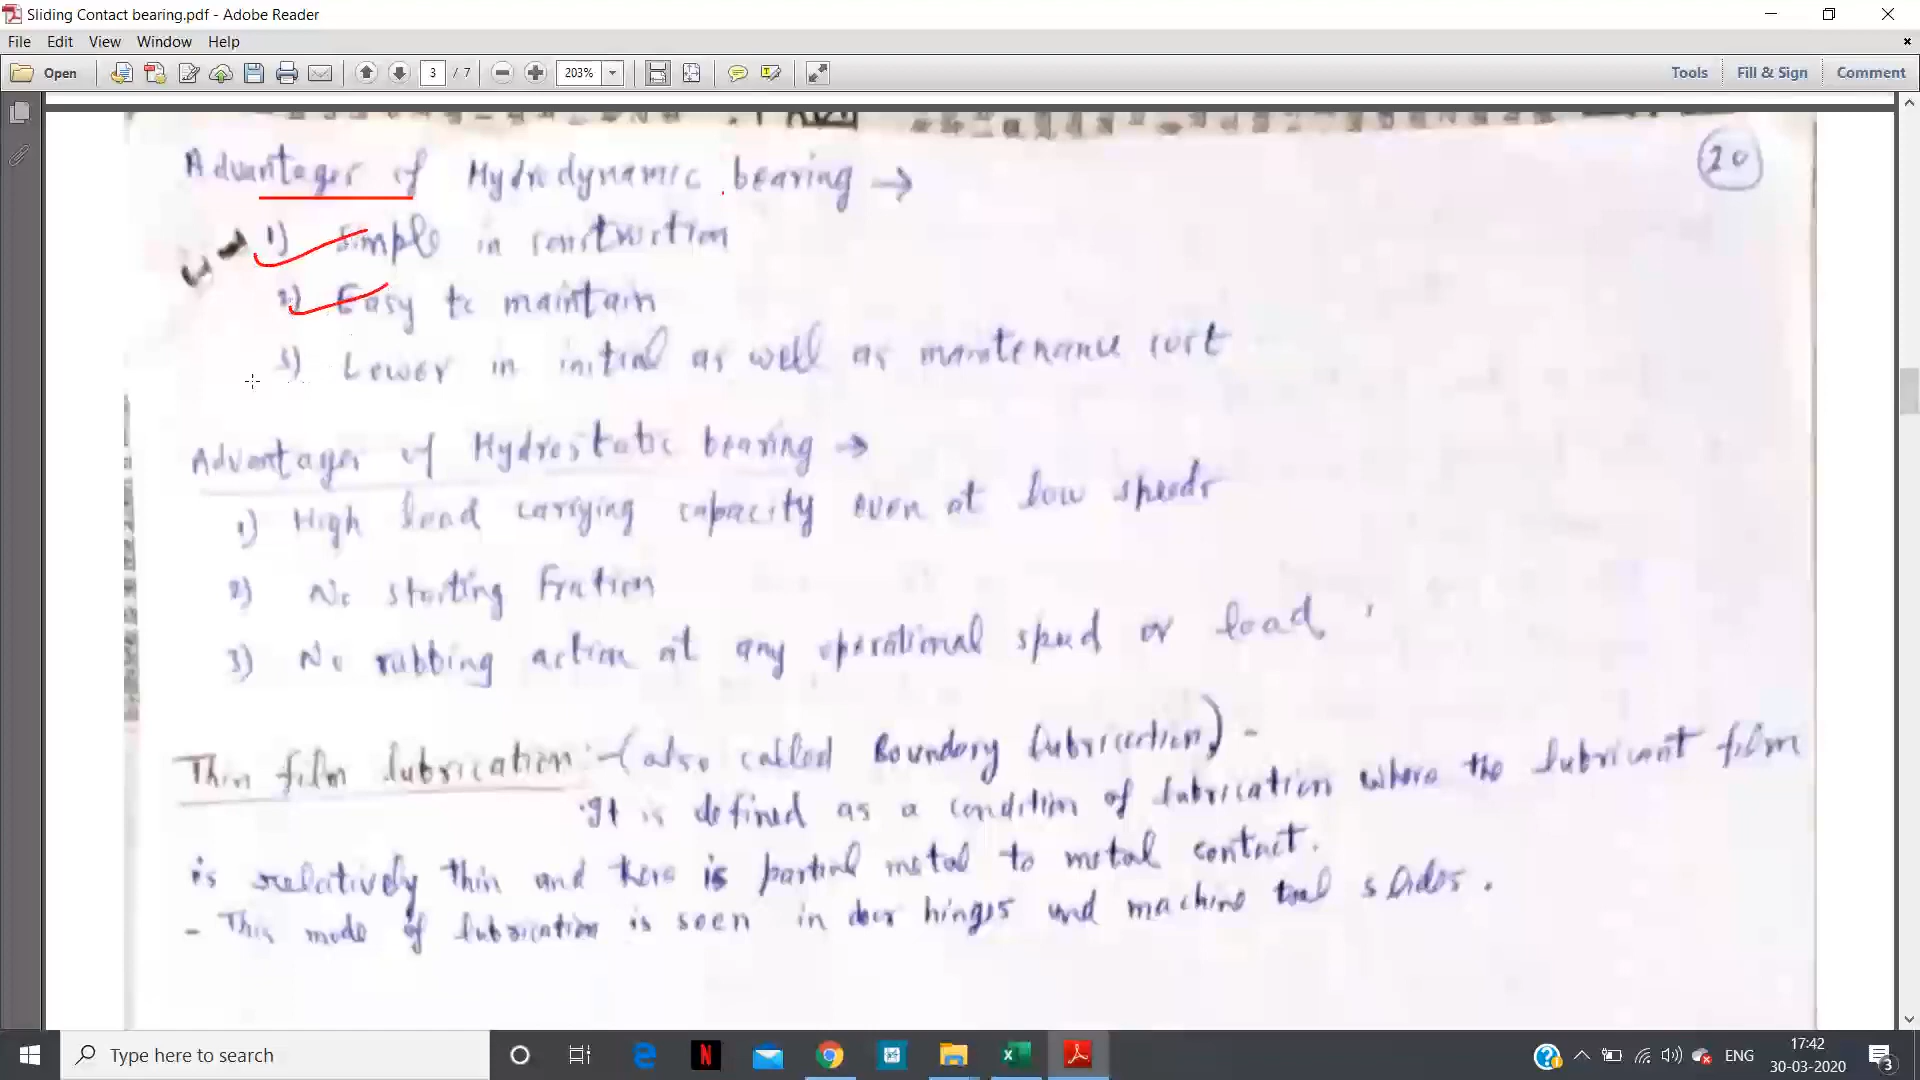 Sliding Contact bearing.pdf - Adobe Reader
File Edit View Window Help
Open 3 / 7 203% Tools Fill & Sign Comment
20
Advantages of Hydrodynamic bearing →
1) Simple in construction
2) Easy to maintain
3) Lower in initial as well as maintenance cost
Advantages of Hydrostatic bearing →
1) High load carrying capacity even at low speeds
2) No starting Friction
3) No rubbing action at any operational speed or load.
Thin film lubrication :- (also called Boundary lubrication) -
It is defined as a condition of lubrication where the lubricant film
is relatively thin and there is partial metal to metal contact.
- This mode of lubrication is seen in door hinges and machine tool slides.
Type here to search
ENG
17:42
30-03-2020
3